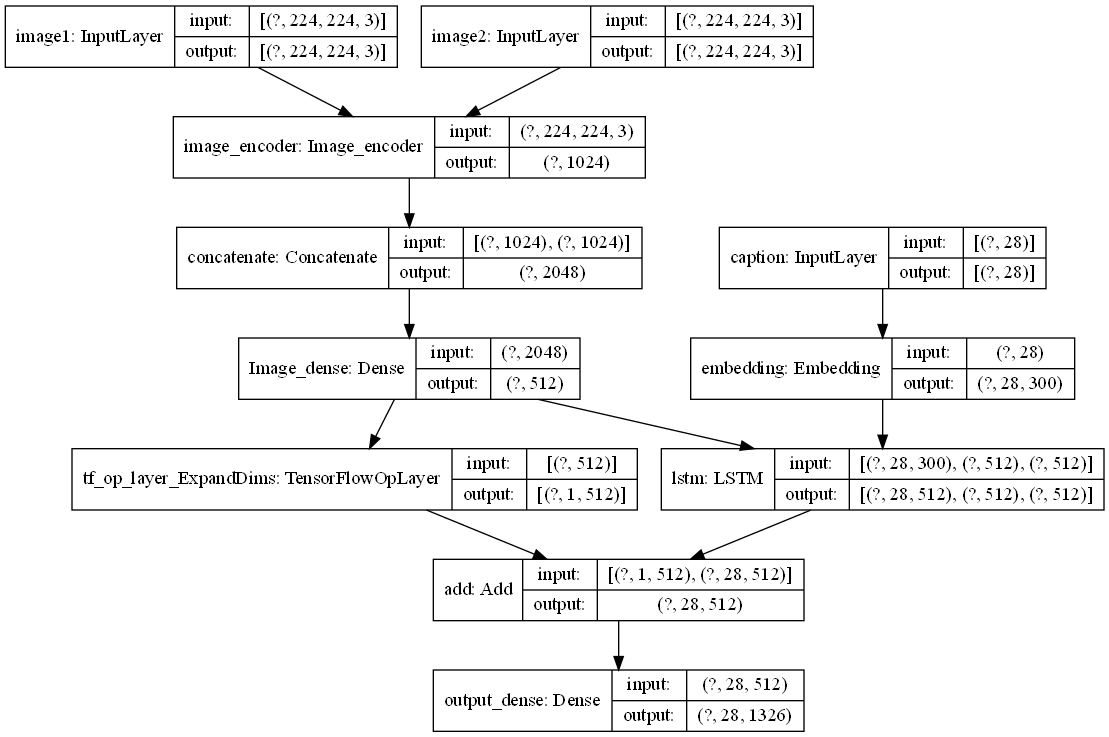 image1: InputLayer
input:
[(?, 224, 224, 3)]
output:
[(?, 224, 224, 3)]
image2: InputLayer
input:
[(?, 224, 224, 3)]
output:
[(?, 224, 224, 3)]
image_encoder: Image_encoder
input:
(?, 224, 224, 3)
output:
(?, 1024)
concatenate: Concatenate
input:
[(?, 1024), (?, 1024)]
output:
(?, 2048)
caption: InputLayer
input:
[(?, 28)]
output:
[(?, 28)]
Image_dense: Dense
input:
(?, 2048)
output:
(?, 512)
embedding: Embedding
input:
(?, 28)
output:
(?, 28, 300)
tf_op_layer_ExpandDims: TensorFlowOpLayer
input:
[(?, 512)]
output:
[(?, 1, 512)]
lstm: LSTM
input:
[(?, 28, 300), (?, 512), (?, 512)]
output:
[(?, 28, 512), (?, 512), (?, 512)]
add: Add
input:
[(?, 1, 512), (?, 28, 512)]
output:
(?, 28, 512)
output_dense: Dense
input:
(?, 28, 512)
output:
(?, 28, 1326)